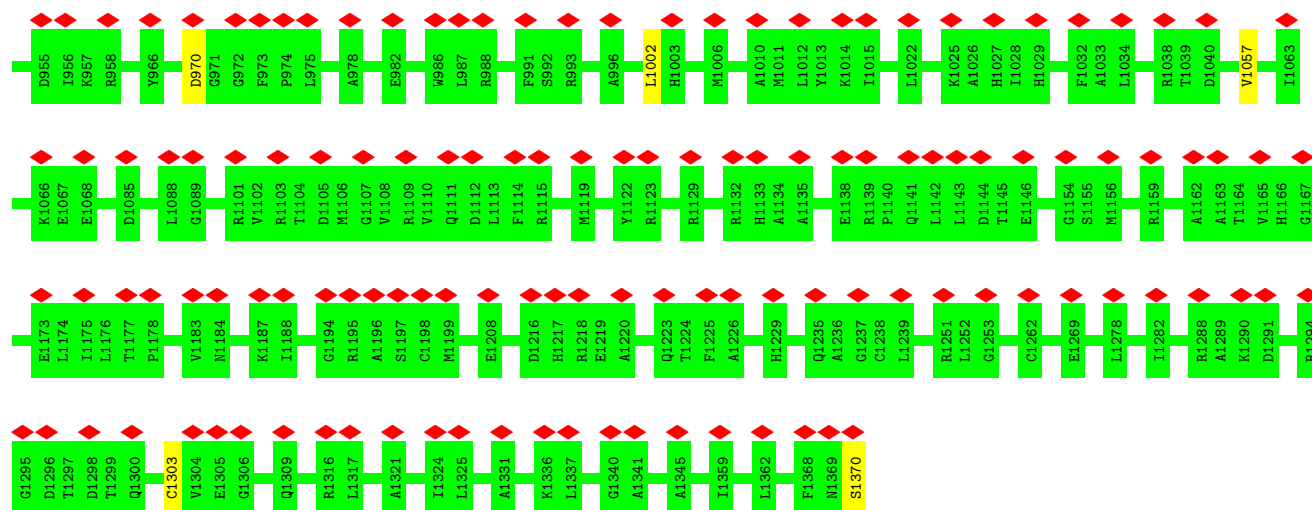 D955 I956 K957 R958 Y966 D970 G971 G972 F973 P974 L975 A978 E982 W986 L987 R988 F991 S992 R993 A996 L1002 H1003 M1006 A1010 M1011 L1012 Y1013 K1014 I1015 L1022 K1025 A1026 H1027 I1028 H1029 F1032 A1033 L1034 R1038 T1039 D1040 V1057 I1063
K1066 E1067 E1068 D1085 L1088 G1089 R1101 V1102 R1103 T1104 D1105 M1106 G1107 V1108 R1109 V1110 Q1111 D1112 L1113 F1114 R1115 M1119 Y1122 R1123 R1129 R1132 H1133 A1134 A1135 E1138 R1139 P1140 Q1141 L1142 L1143 D1144 T1145 E1146 G1154 S1155 M1156 R1159 A1162 A1163 T1164 V1165 H1166 G1167
E1173 L1174 I1175 L1176 T1177 P1178 V1183 N1184 K1187 I1188 G1194 R1195 A1196 S1197 C1198 M1199 E1208 D1216 H1217 R1218 E1219 A1220 Q1223 T1224 F1225 A1226 H1229 Q1235 A1236 G1237 C1238 L1239 R1251 L1252 G1253 C1262 E1269 L1278 I1282 R1288 A1289 K1290 D1291 R1294
G1295 D1296 T1297 D1298 T1299 Q1300 C1303 V1304 E1305 G1306 Q1309 R1316 L1317 A1321 I1324 L1325 A1331 K1336 L1337 G1340 A1341 A1345 I1359 L1362 F1368 N1369 S1370